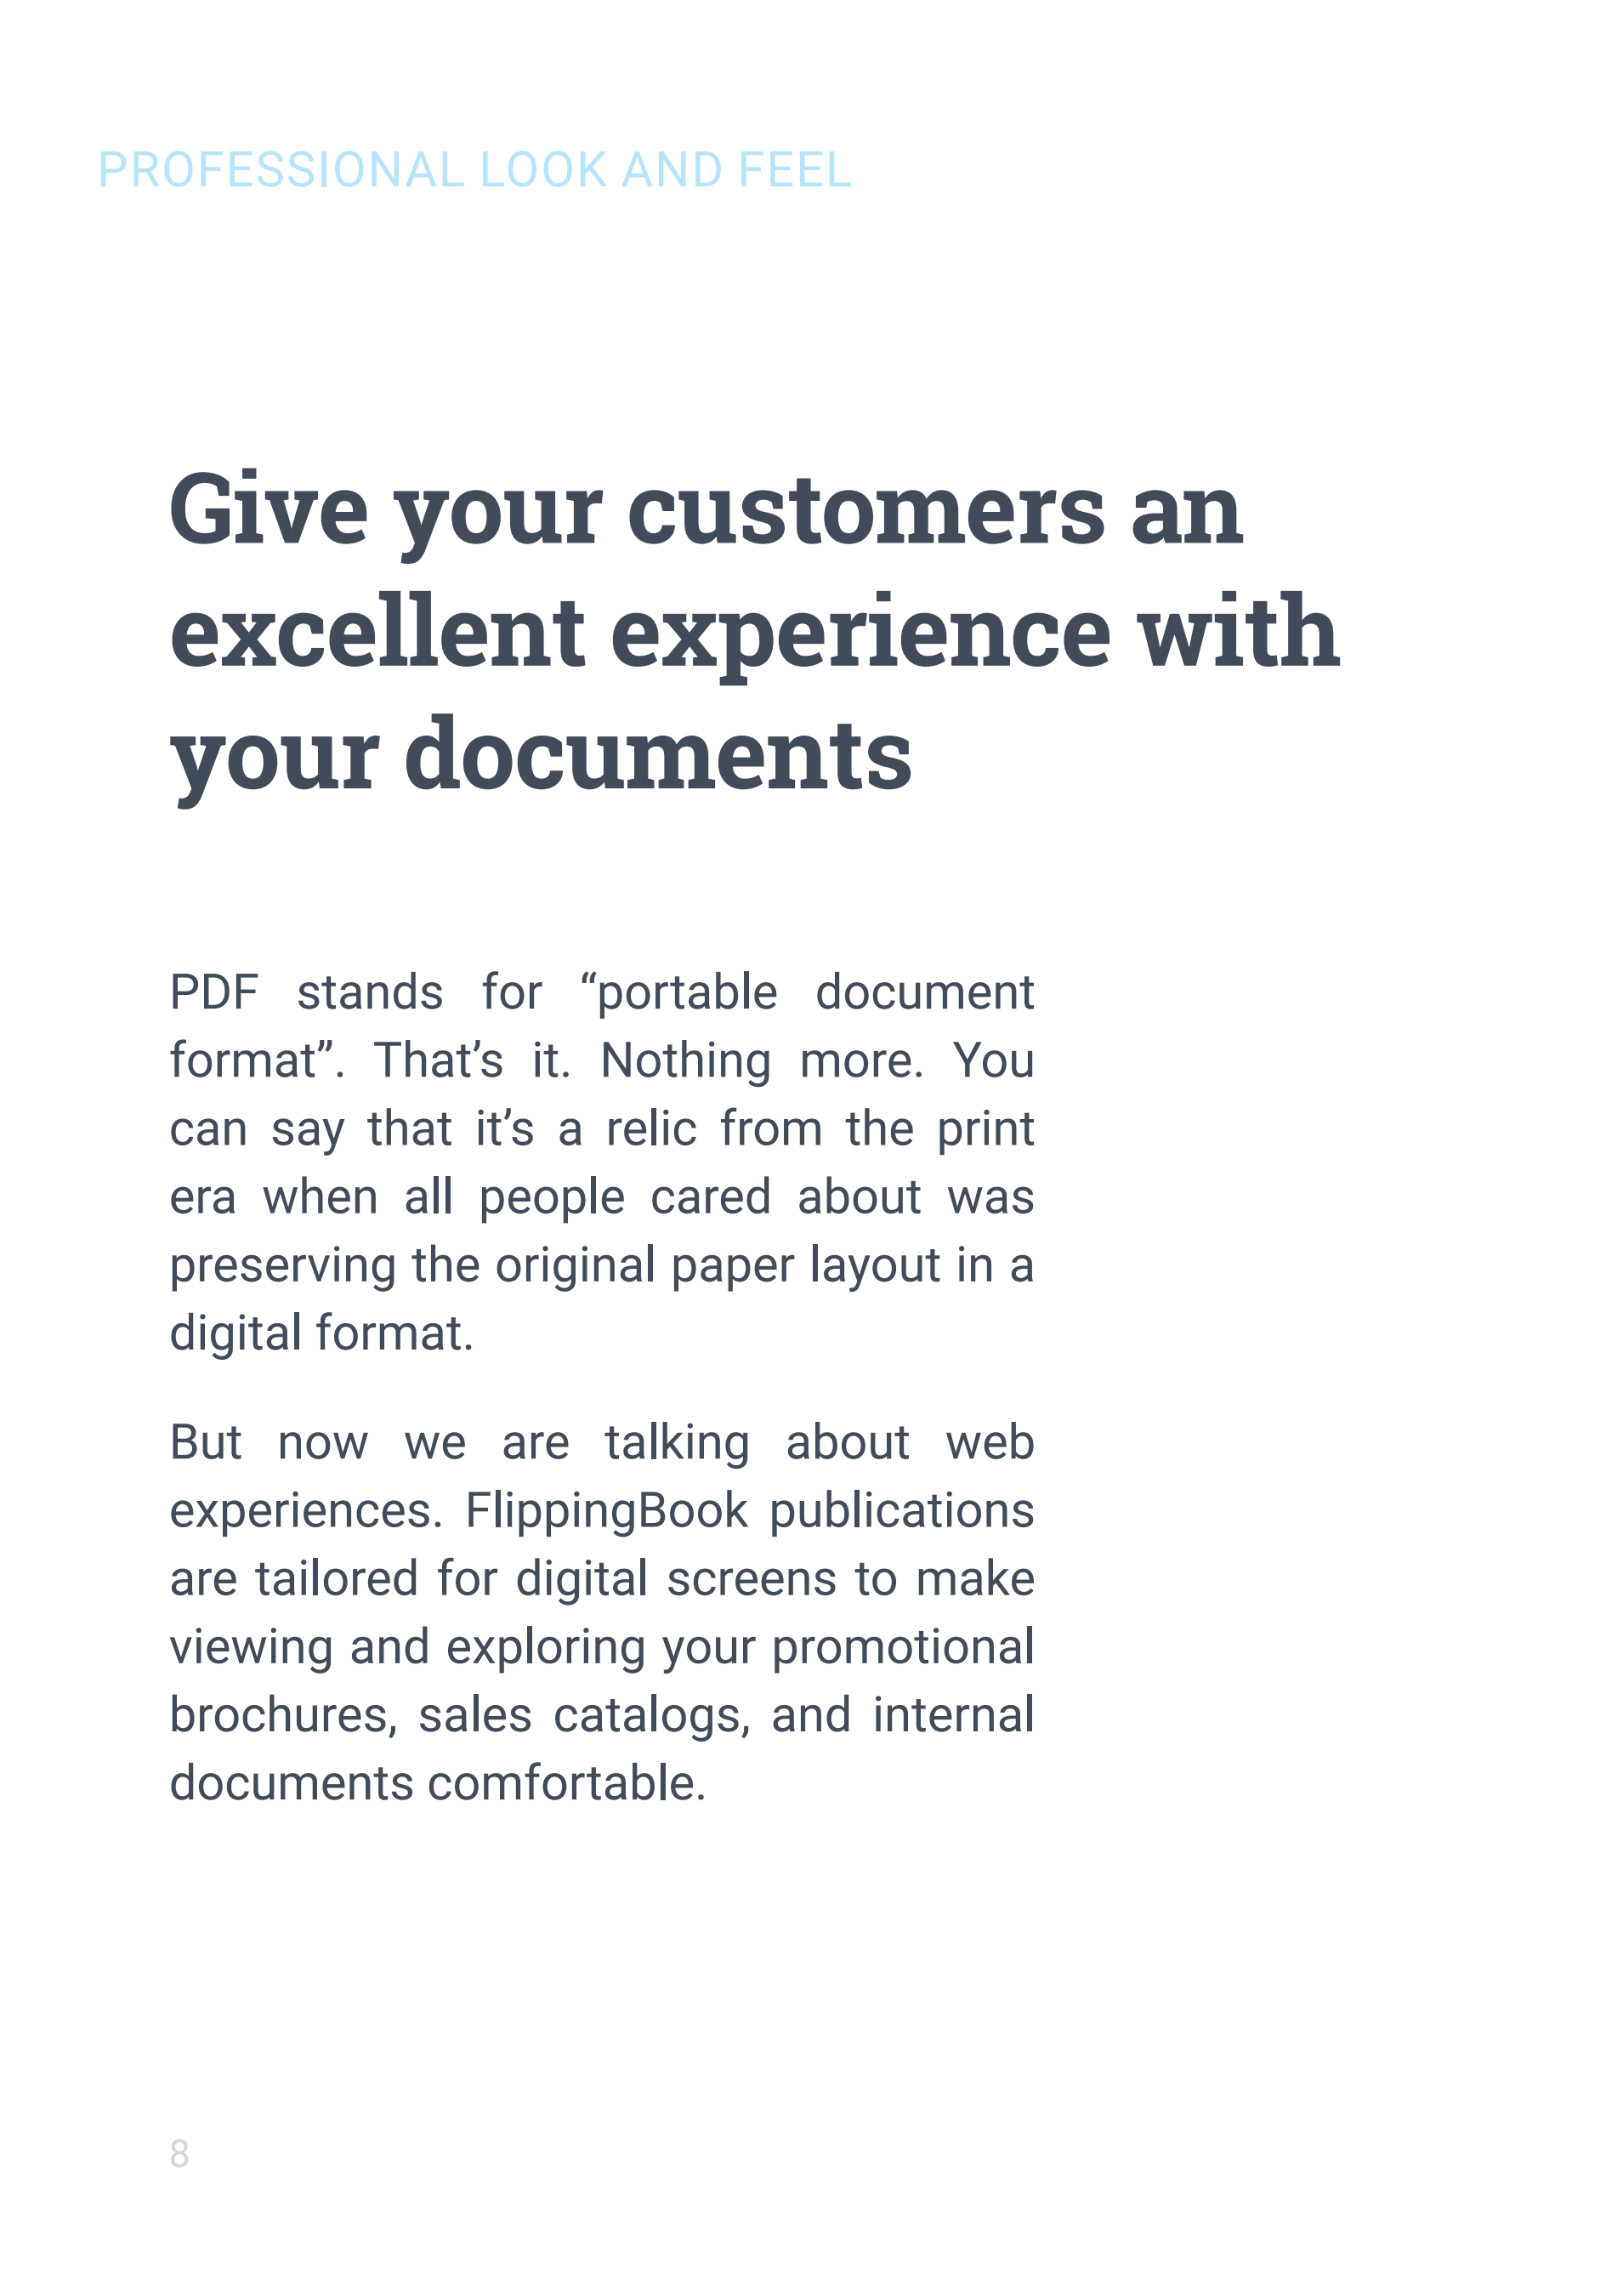 PROFESSIONAL LOOK AND FEEL
Give your customers an
excellent experience with
your documents
PDF stands for “portable document
format”. That’s it. Nothing more. You
can say that it’s a relic from the print
era when all people cared about was
preserving the original paper layout in a
digital format.
But now we are talking about web
experiences. FlippingBook publications
are tailored for digital screens to make
viewing and exploring your promotional
brochures, sales catalogs, and internal
documents comfortable.
8